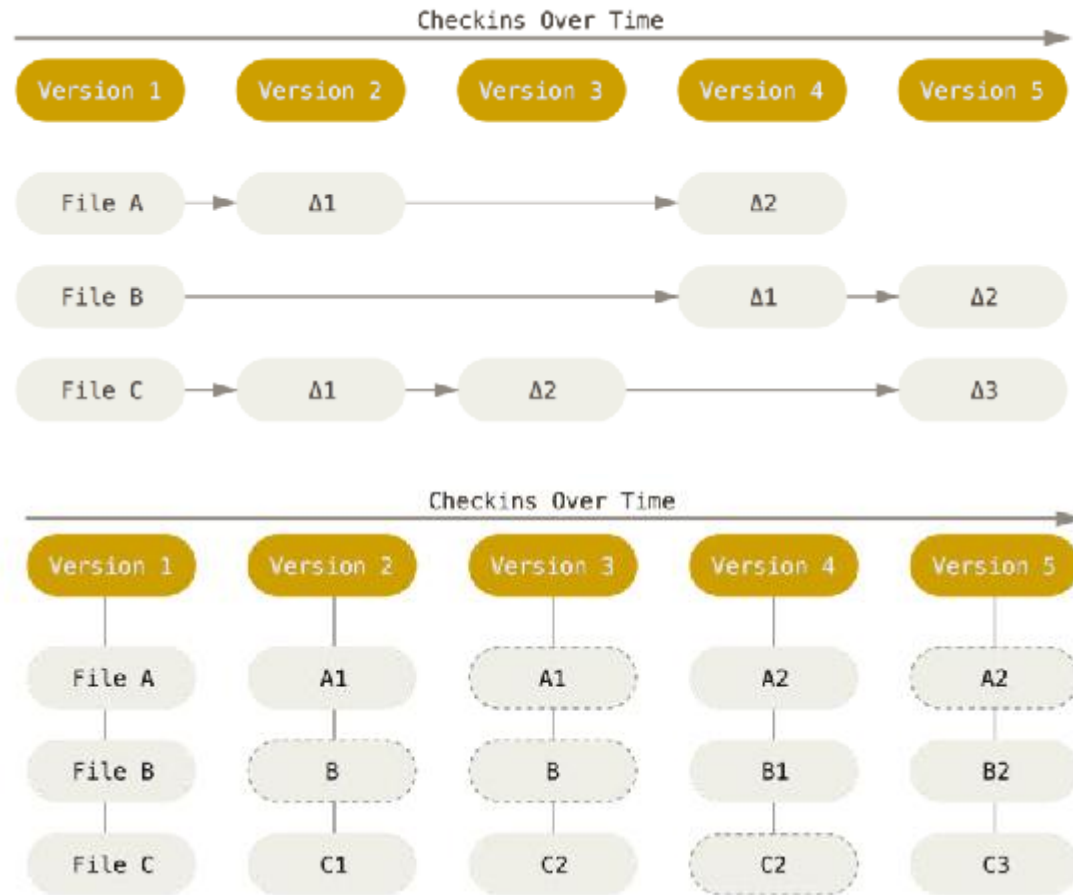 Checkins Over Time
Version 1 Version 2 Version 3 Version 4 Version 5
File A Δ1 Δ2
File B Δ1 Δ2
File C Δ1 Δ2 Δ3
Checkins Over Time
Version 1 Version 2 Version 3 Version 4 Version 5
File A A1 A1 A2 A2
File B B B B1 B2
File C C1 C2 C2 C3